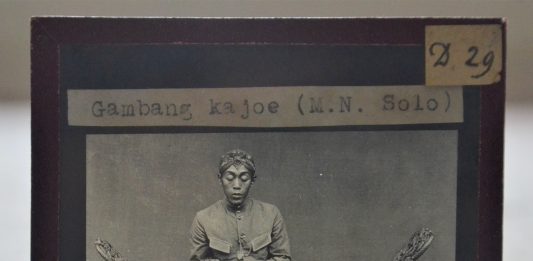 D. 29
Gambang kajoe (M.N. Solo)